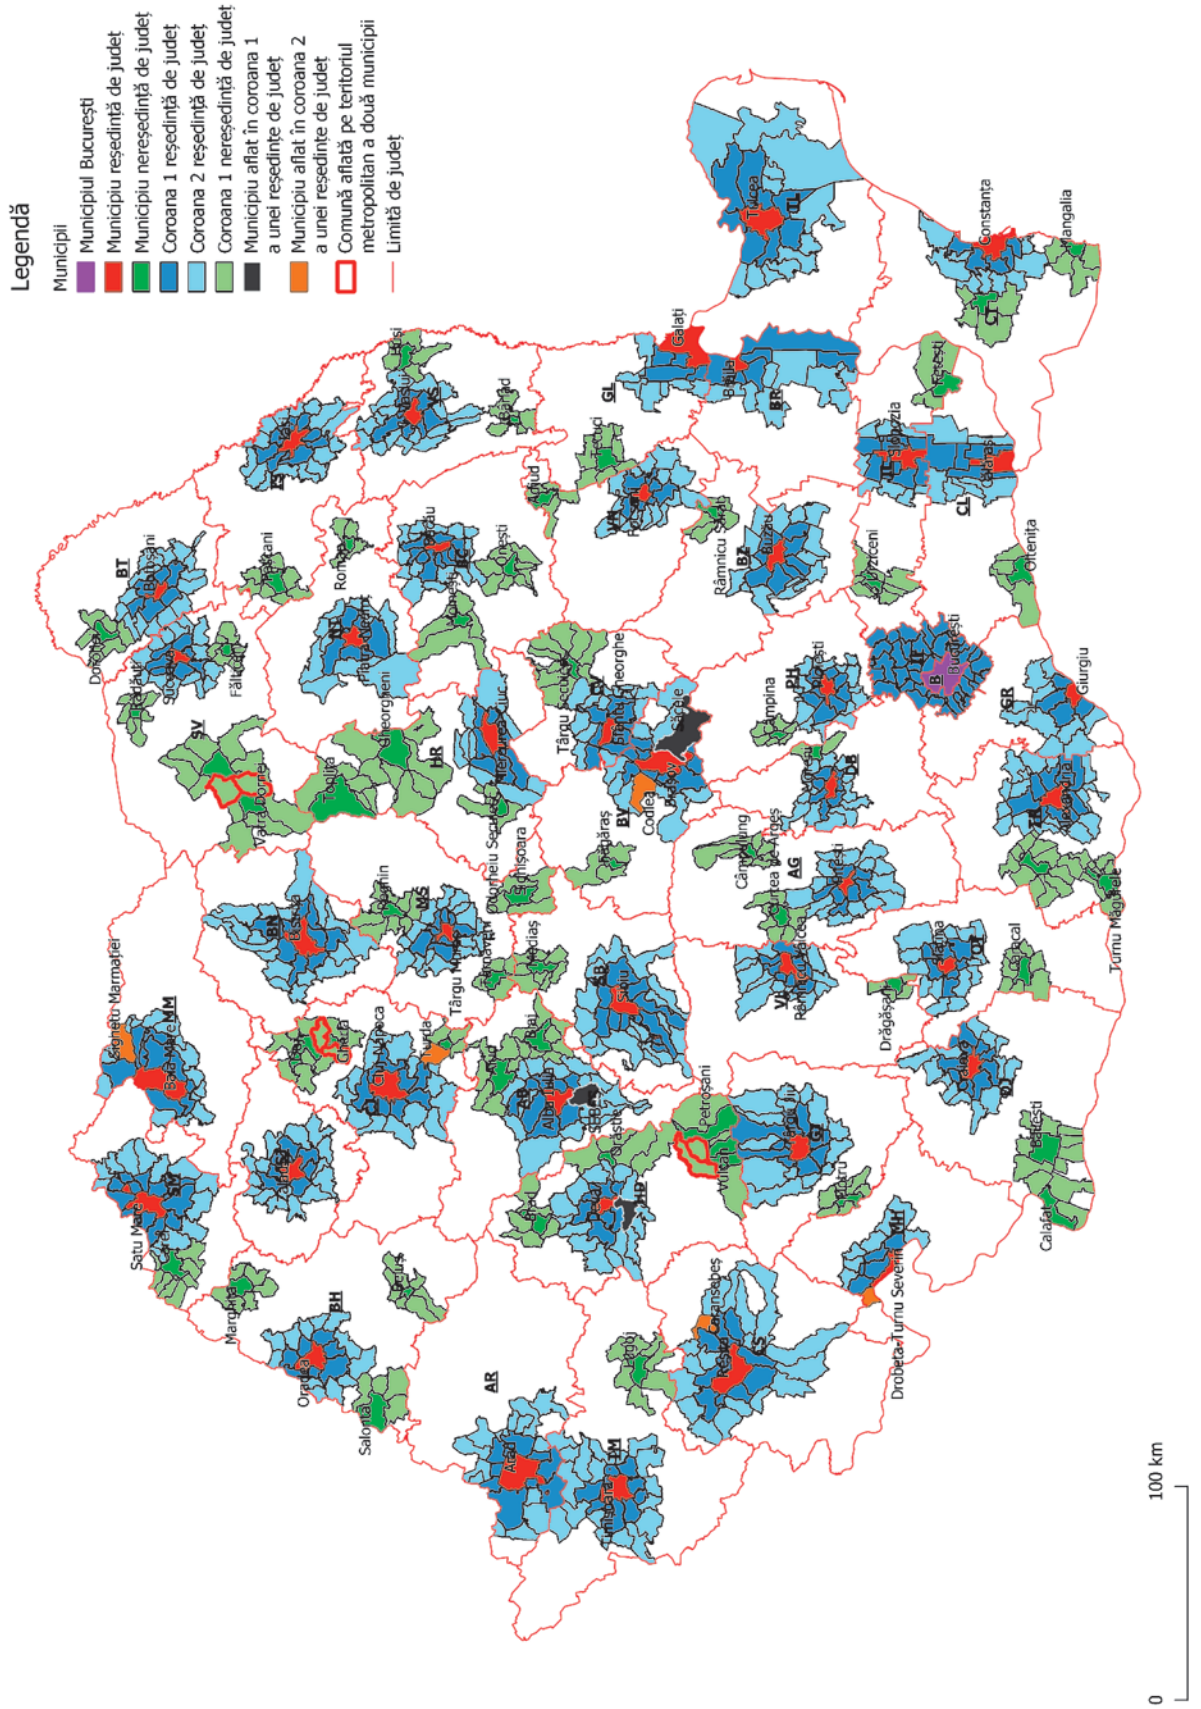 Legendă
Municipii
Municipiul București
Municipiu reședință de județ
Municipiu nereședință de județ
Coroana 1 reședință de județ
Coroana 2 reședință de județ
Coroana 1 nereședință de județ
Municipiu aflat în coroana 1
a unei reședințe de județ
Municipiu aflat în coroana 2
a unei reședințe de județ
Comună aflată pe teritoriul
metropolitan a două municipii
Limită de județ
Dorohoi
BT
Botoșani
Rădăuți
Suceava
Fălticeni
SV
Vatra Dornei
Pașcani
IS
Iași
Roman
NT
Piatra Neamț
Huși
Vaslui
VS
Bârlad
Bacău
BC
Onești
Moinești
Gheorgheni
Toplița
HR
Miercurea Ciuc
Odorheiu Secuiesc
Sighetu Marmației
MM
Baia Mare
Satu Mare
SM
Carei
BN
Bistrița
Reghin
MS
Târgu Mureș
Târnăveni
Sighișoara
Dej
Gherla
Cluj-Napoca
CJ
Turda
Zalău
SZ
Marghita
Oradea
BH
Beiuș
Salonta
AR
Arad
Timișoara
TM
Lugoj
Aiud
Blaj
AB
Alba Iulia
Sebeș
Mediaș
SB
Sibiu
Brad
Deva
HD
Orăștie
Petroșani
Vulcan
Caransebeș
Reșița
CS
Drobeta-Turnu Severin
MH
Motru
Târgu Jiu
GJ
Făgăraș
BV
Codlea
Brașov
Săcele
Târgu Secuiesc
CV
Sfântu Gheorghe
Adjud
Tecuci
GL
Galați
VN
Focșani
Râmnicu Sărat
BZ
Buzău
Brăila
BR
Tulcea
TL
Câmpina
PH
Ploiești
Moreni
DB
Câmpulung
Curtea de Argeș
AG
Pitești
VL
Râmnicu Vâlcea
Drăgășani
Slatina
OT
Caracal
Craiova
DJ
Băilești
Calafat
Turnu Măgurele
TR
Alexandria
GR
Giurgiu
IF
B
București
Oltenița
Urziceni
IL
Slobozia
Fetești
CL
Călărași
CT
Constanța
Mangalia
0
100 km